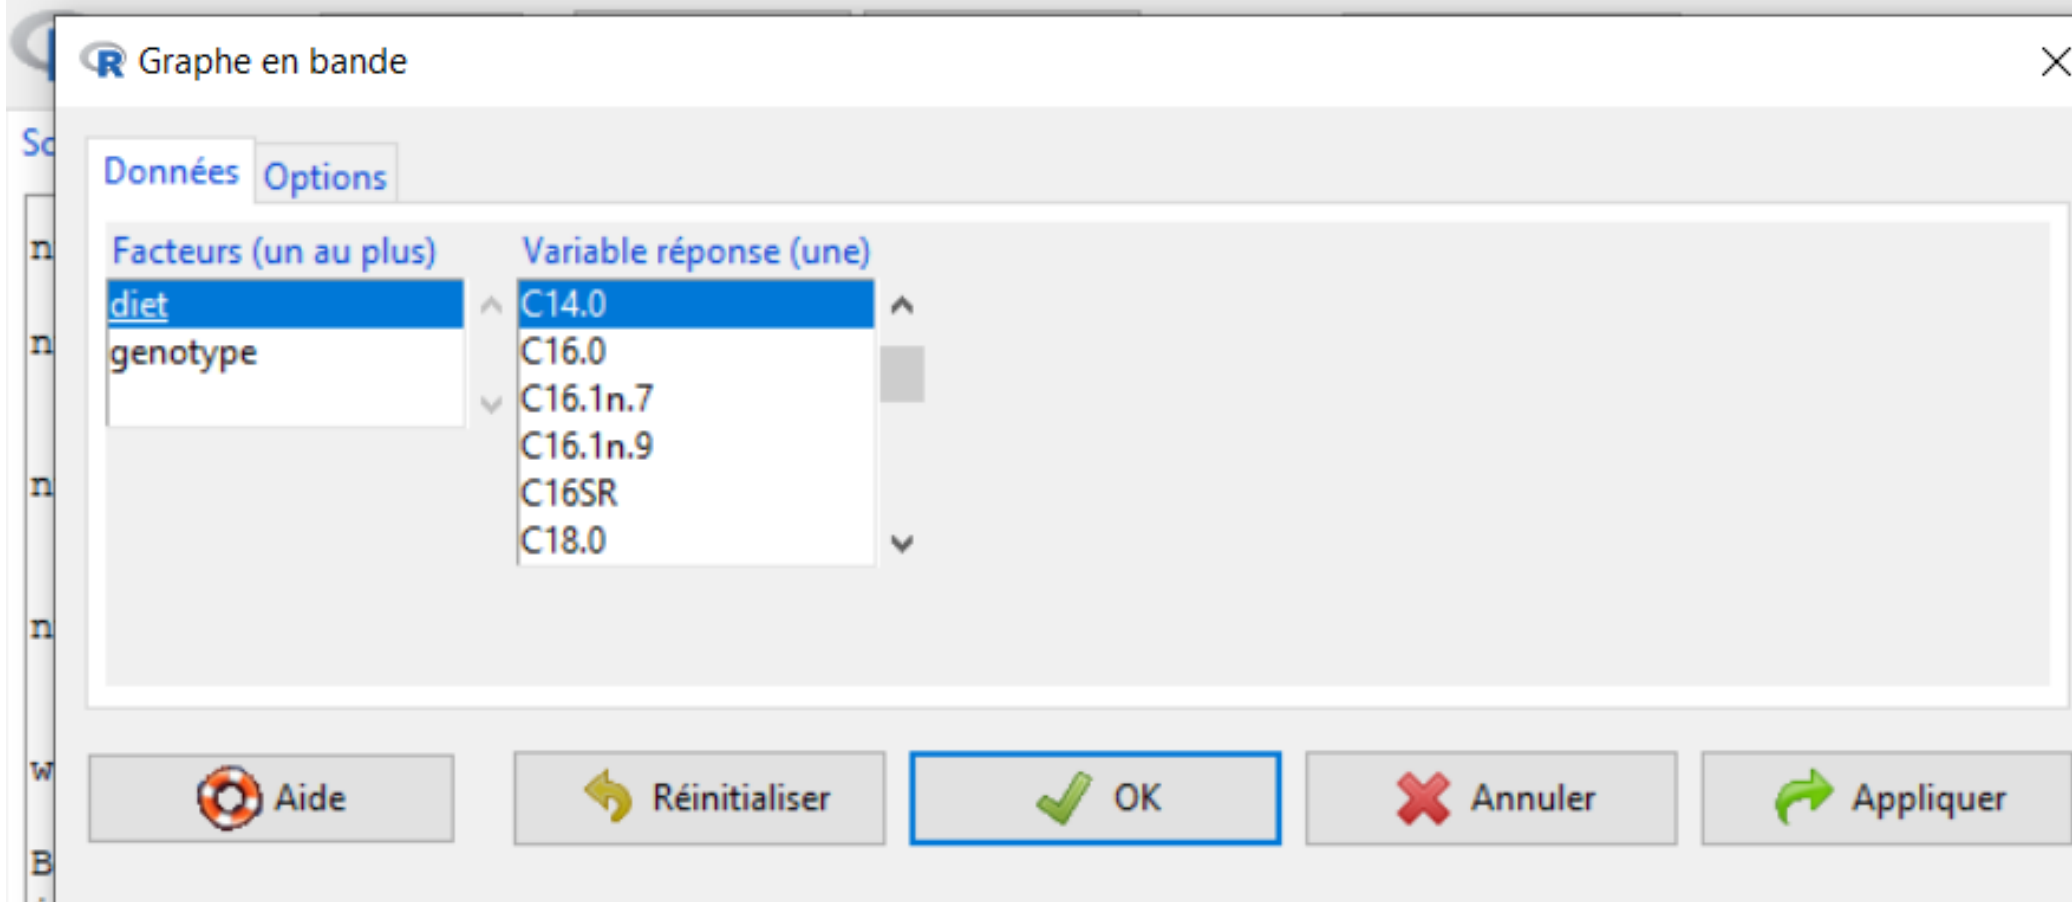 Graphe en bande
Données Options
Facteurs (un au plus) Variable réponse (une)
diet
genotype
C14.0
C16.0
C16.1n.7
C16.1n.9
C16SR
C18.0
Aide Réinitialiser OK Annuler Appliquer
Sc
n
n
n
n
w
B